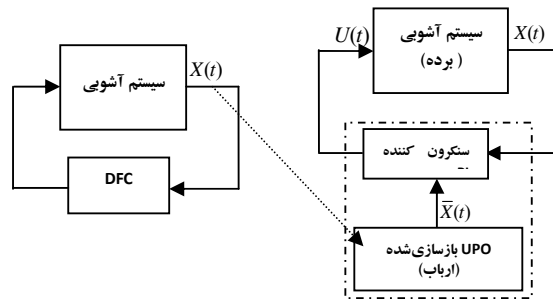 سیستم آشوبی
X(t)
DFC
U(t)
سیستم آشوبی
(برده )
X(t)
سنکرون کننده
X̅(t)
UPO بازسازی‌شده
(ارباب)